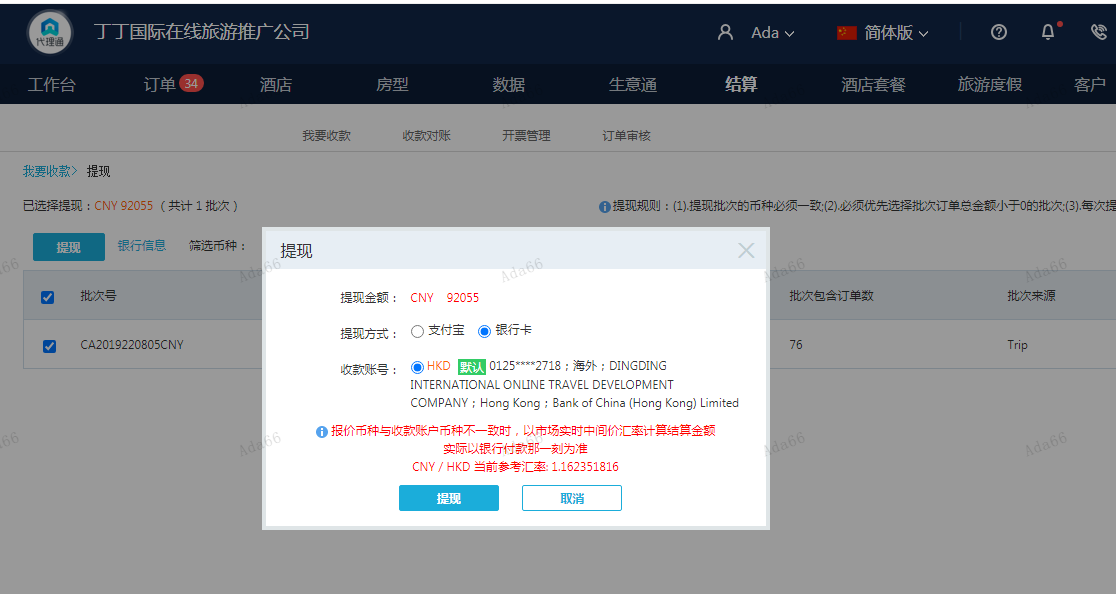 代理通
丁丁国际在线旅游推广公司
Ada
简体版
工作台
订单 34
酒店
房型
数据
生意通
结算
酒店套餐
旅游度假
客户
我要收款
收款对账
开票管理
订单审核
我要收款> 提现
已选择提现：CNY 92055 （ 共计 1 批次 ）
提现规则：(1).提现批次的币种必须一致;(2).必须优先选择批次订单总金额小于0的批次;(3).每次提
提现
银行信息
筛选币种：
批次号
批次包含订单数
批次来源
CA2019220805CNY
76
Trip
提现
提现金额： CNY 92055
提现方式： 支付宝 银行卡
收款账号： HKD 默认 0125****2718；海外；DINGDING
INTERNATIONAL ONLINE TRAVEL DEVELOPMENT
COMPANY；Hong Kong；Bank of China (Hong Kong) Limited
报价币种与收款账户币种不一致时，以市场实时中间价汇率计算结算金额
实际以银行付款那一刻为准
CNY / HKD 当前参考汇率: 1.162351816
提现
取消
Ada66
Ada66
Ada66
Ada66
Ada66
Ada66
Ada66